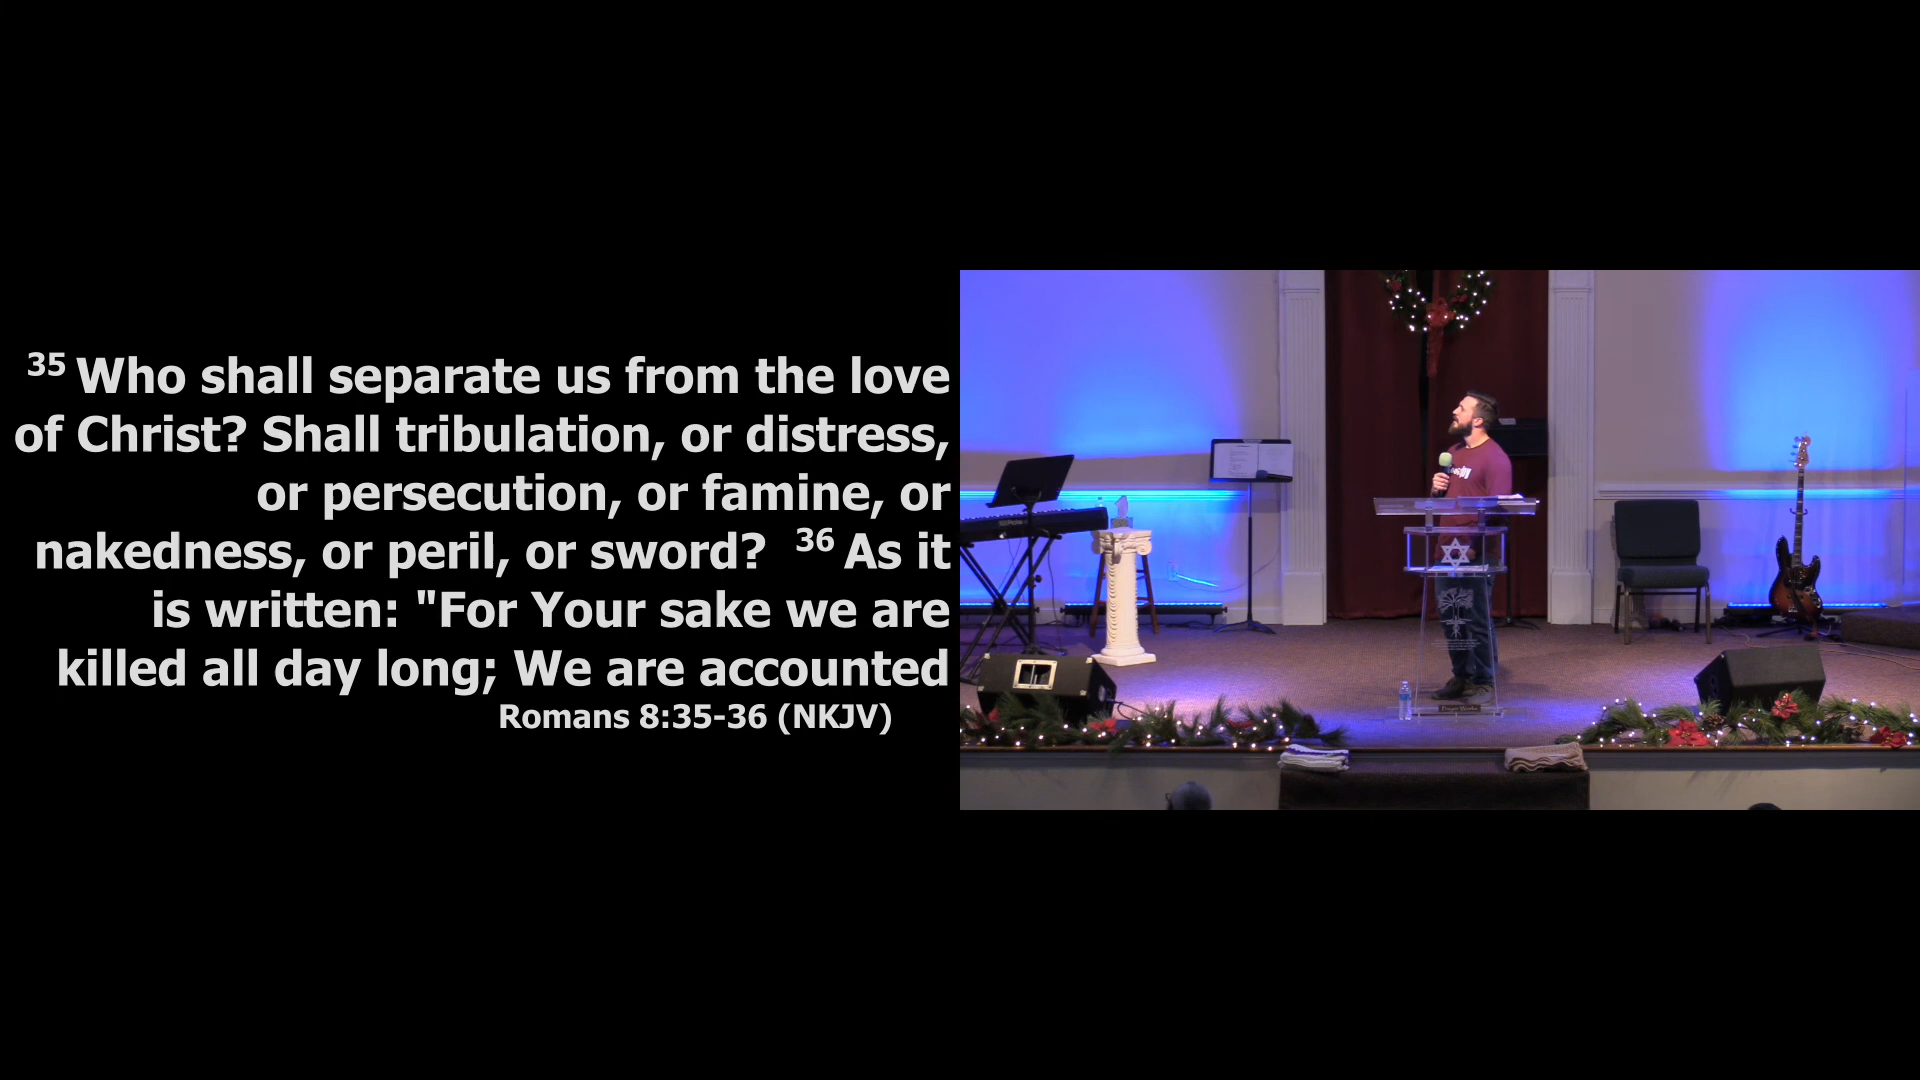 35 Who shall separate us from the love
of Christ? Shall tribulation, or distress,
or persecution, or famine, or
nakedness, or peril, or sword? 36 As it
is written: "For Your sake we are
killed all day long; We are accounted
Romans 8:35-36 (NKJV)